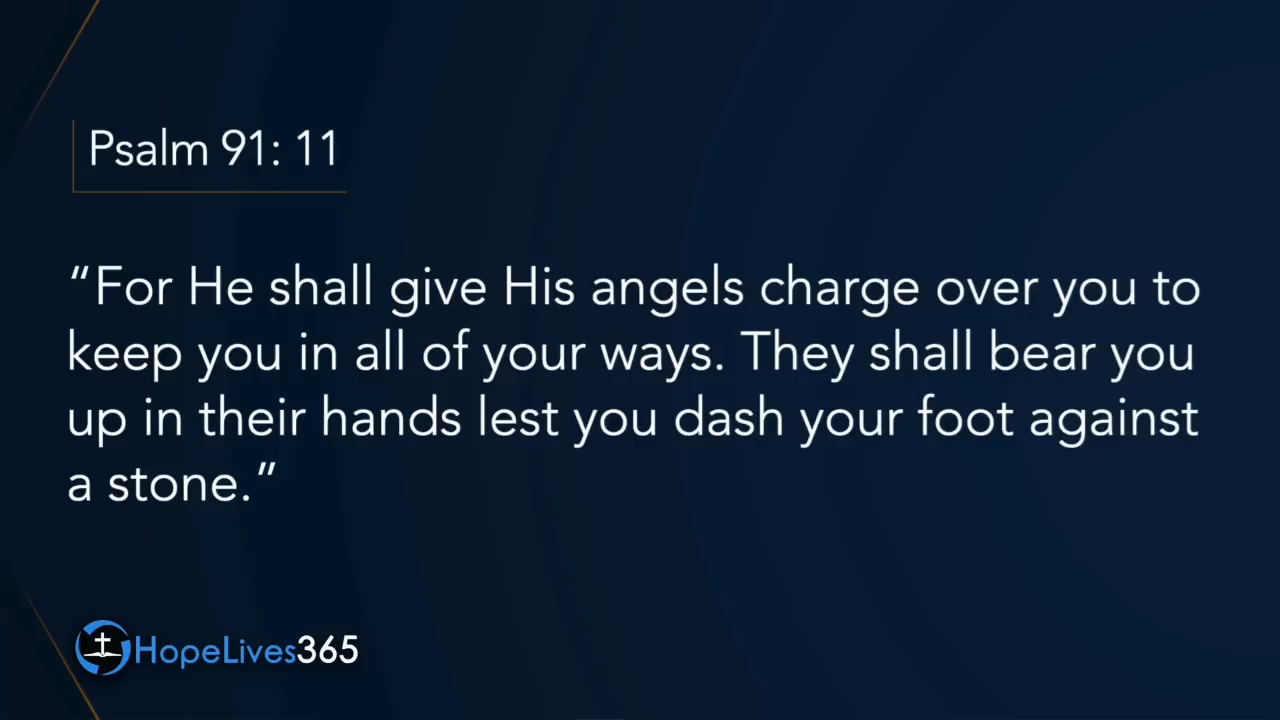 Psalm 91: 11
“For He shall give His angels charge over you to
keep you in all of your ways. They shall bear you
up in their hands lest you dash your foot against
a stone.”
HopeLives365